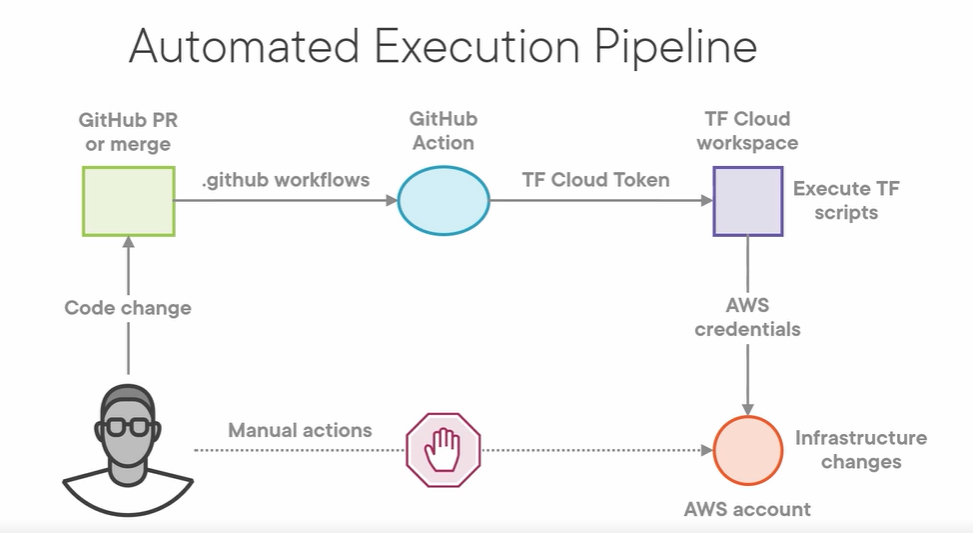 Automated Execution Pipeline
GitHub PR
or merge
GitHub
Action
TF Cloud
workspace
.github workflows
TF Cloud Token
Execute TF
scripts
Code change
AWS
credentials
Manual actions
Infrastructure
changes
AWS account